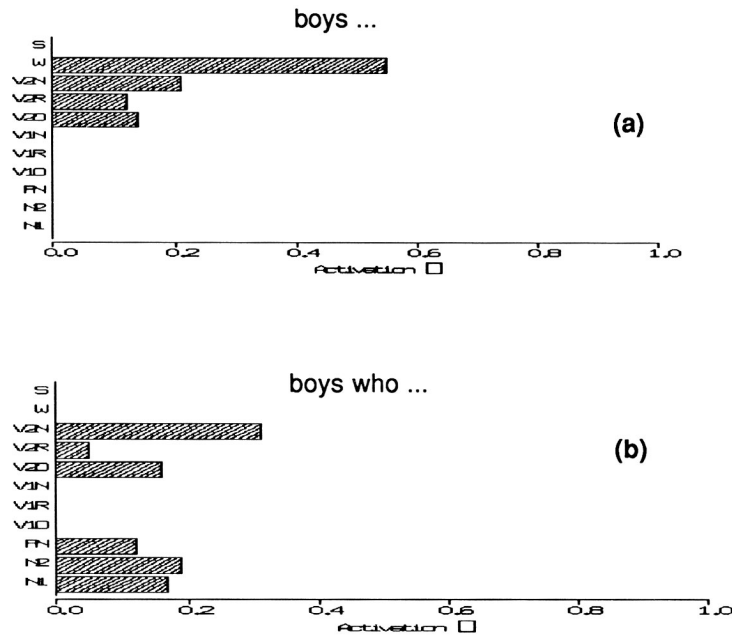 boys ...
S
W
V2N
V2R
V2O
V1N
V1R
V1O
PN
N2
N1
(a)
0.0 0.2 0.4 0.6 0.8 1.0
Activation
boys who ...
S
W
V2N
V2R
V2O
V1N
V1R
V1O
PN
N2
N1
(b)
0.0 0.2 0.4 0.6 0.8 1.0
Activation